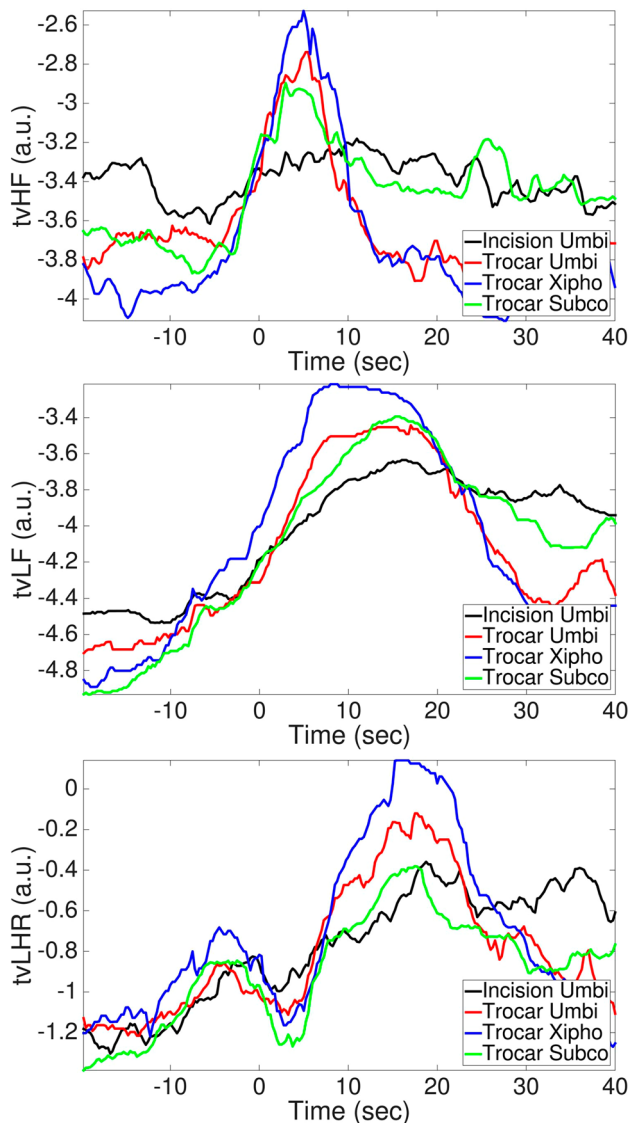 -2.6
-2.8
-3
-3.2
-3.4
-3.6
-3.8
-4
tvHF (a.u.)
Incision Umbi
Trocar Umbi
Trocar Xipho
Trocar Subco
-10 0 10 20 30 40
Time (sec)
-3.4
-3.6
-3.8
-4
-4.2
-4.4
-4.6
-4.8
tvLF (a.u.)
Incision Umbi
Trocar Umbi
Trocar Xipho
Trocar Subco
-10 0 10 20 30 40
Time (sec)
0
-0.2
-0.4
-0.6
-0.8
-1
-1.2
tvLHR (a.u.)
Incision Umbi
Trocar Umbi
Trocar Xipho
Trocar Subco
-10 0 10 20 30 40
Time (sec)